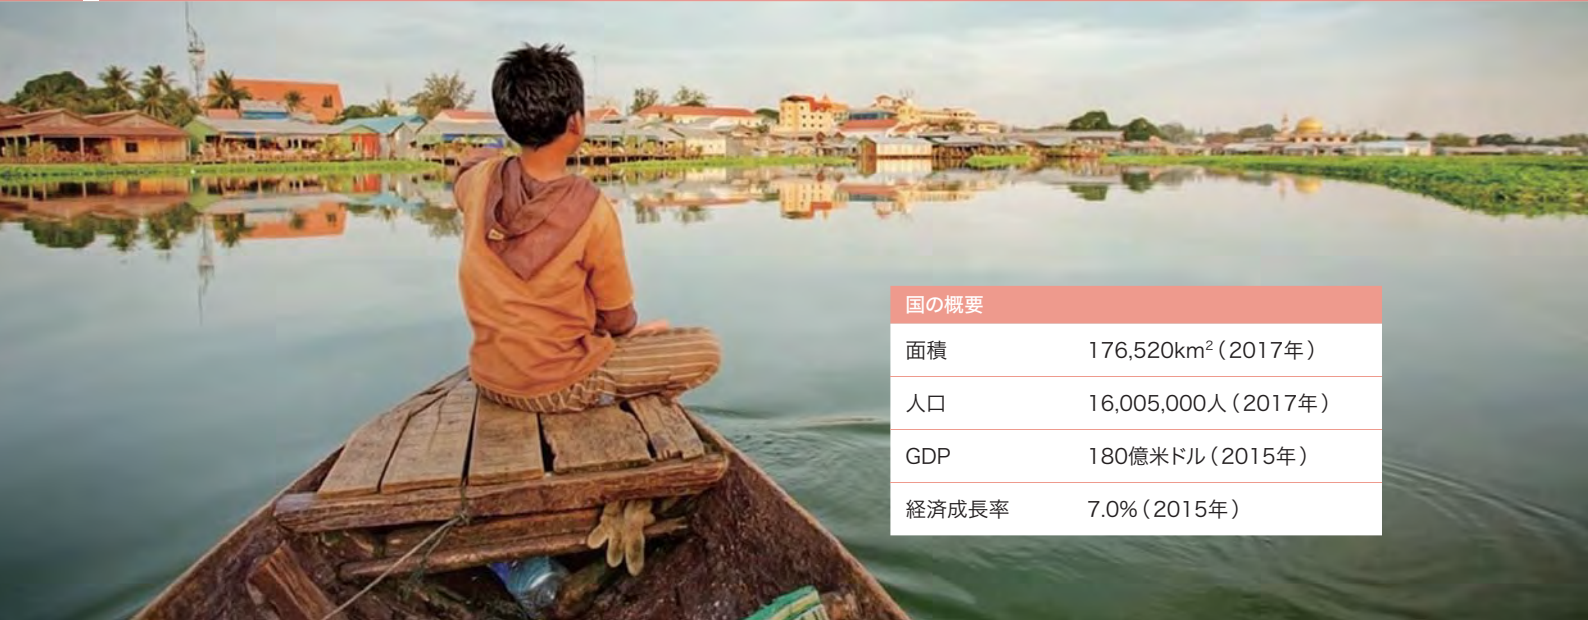 国の概要
面積 176,520km²（2017年）
人口 16,005,000人（2017年）
GDP 180億米ドル（2015年）
経済成長率 7.0%（2015年）